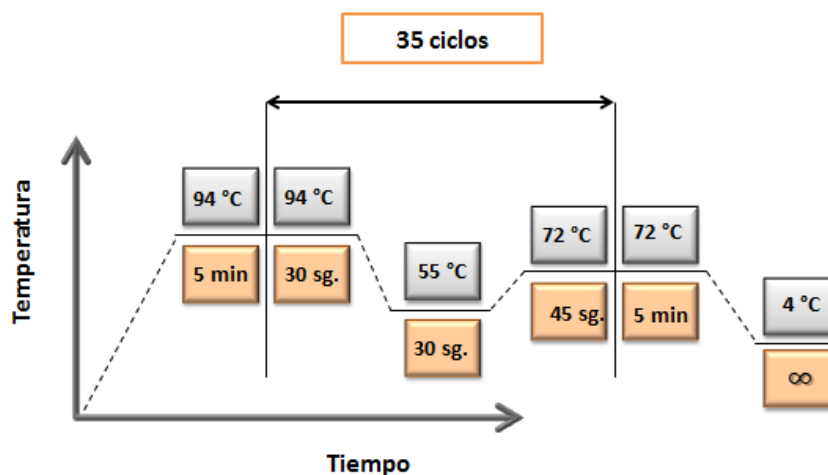 35 ciclos
Temperatura
94 °C
94 °C
5 min
30 sg.
55 °C
30 sg.
72 °C
72 °C
45 sg.
5 min
4 °C
∞
Tiempo